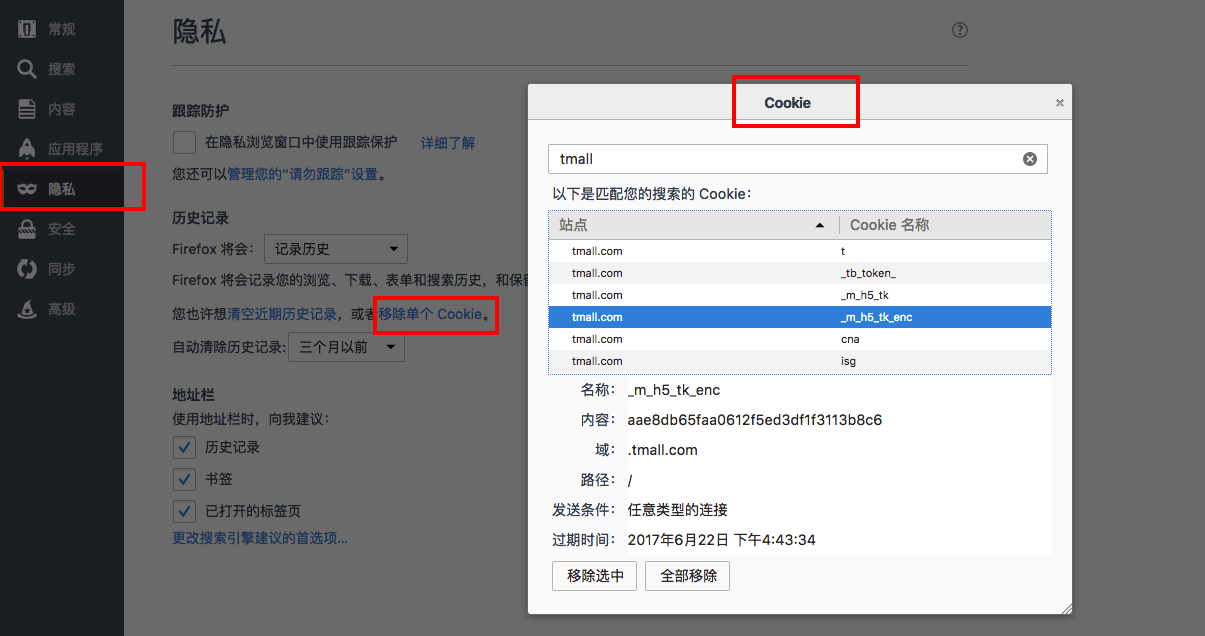 常规
搜索
内容
应用程序
隐私
安全
同步
高级
隐私
跟踪防护
在隐私浏览窗口中使用跟踪保护 详细了解
您还可以管理您的“请勿跟踪”设置。
历史记录
Firefox 将会: 记录历史
Firefox 将会记录您的浏览、下载、表单和搜索历史，和保留
您也许想清空近期历史记录，或者移除单个 Cookie。
自动清除历史记录: 三个月以前
地址栏
使用地址栏时，向我建议:
历史记录
书签
已打开的标签页
更改搜索引擎建议的首选项...
Cookie
tmall
以下是匹配您的搜索的 Cookie:
站点 Cookie 名称
tmall.com t
tmall.com _tb_token_
tmall.com _m_h5_tk
tmall.com _m_h5_tk_enc
tmall.com cna
tmall.com isg
名称: _m_h5_tk_enc
内容: aae8db65faa0612f5ed3df1f3113b8c6
域: .tmall.com
路径: /
发送条件: 任意类型的连接
过期时间: 2017年6月22日 下午4:43:34
移除选中 全部移除